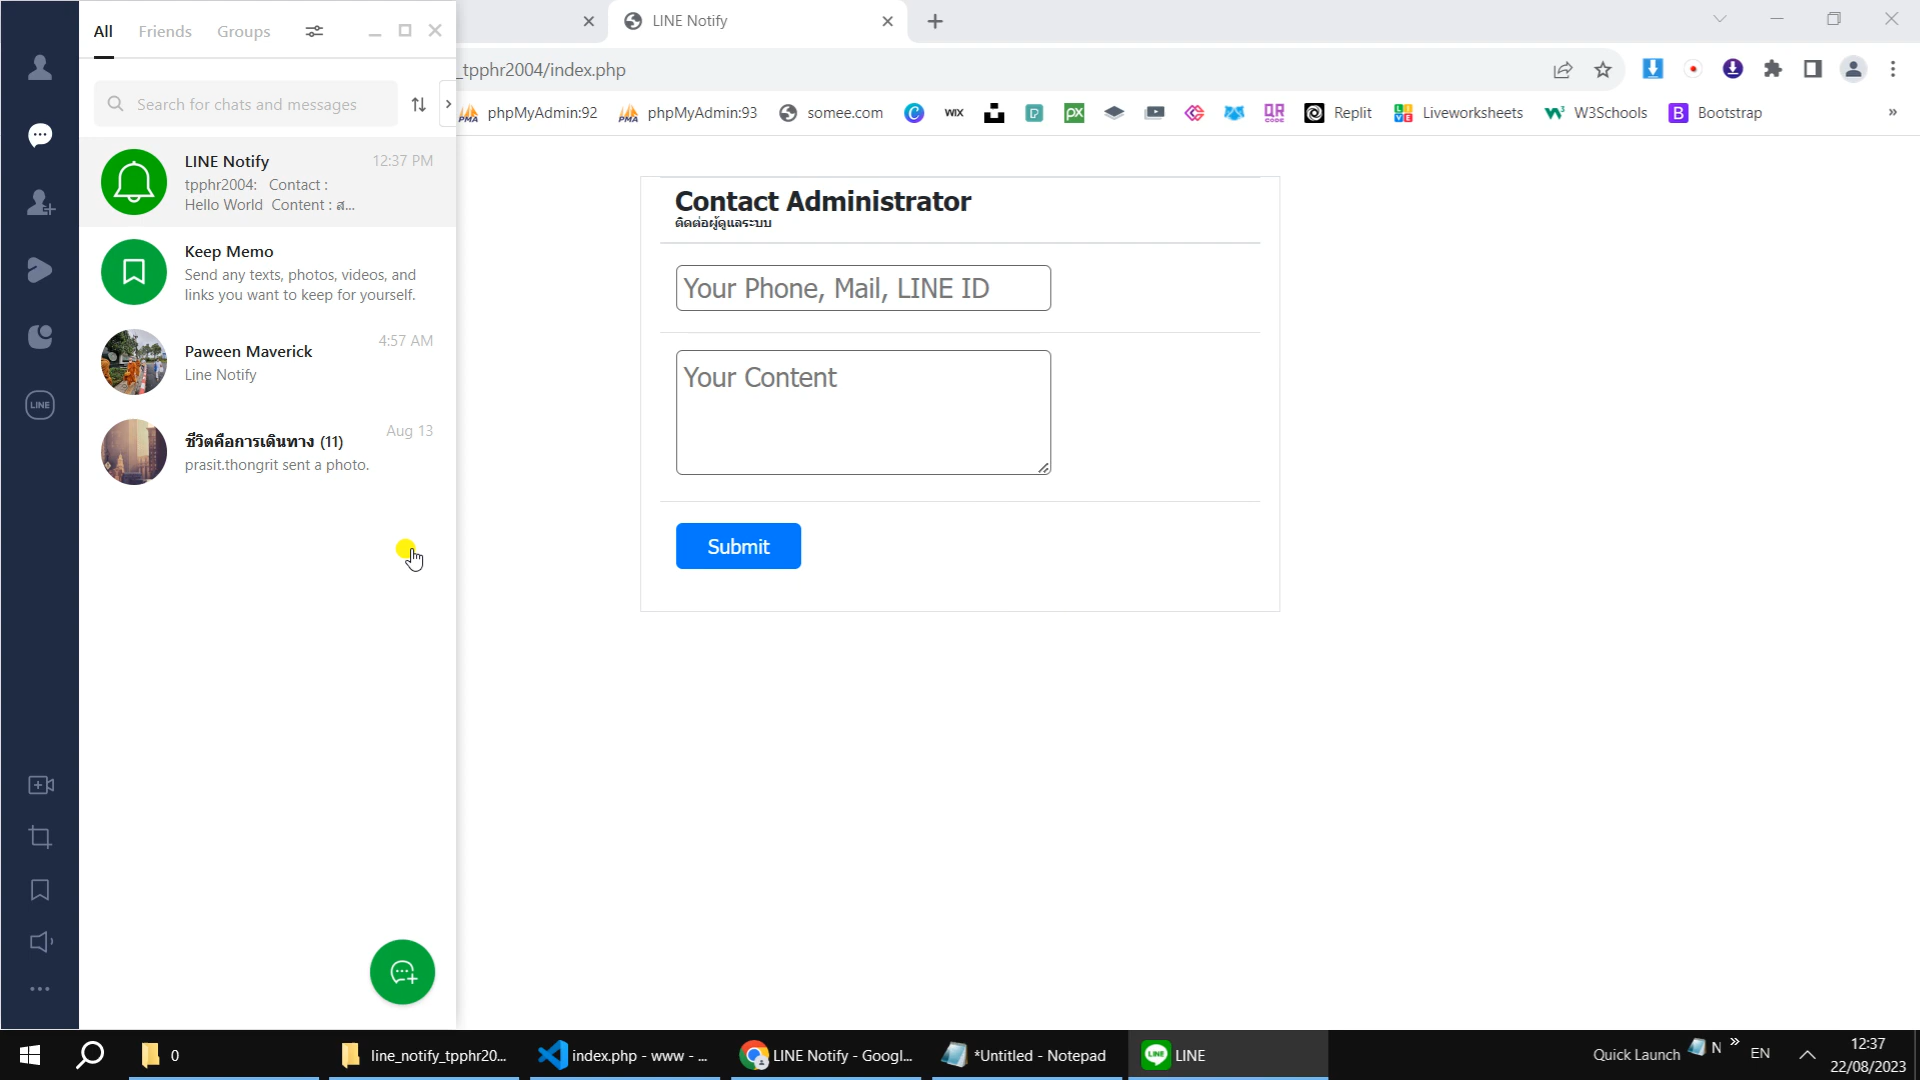 All Friends Groups
Search for chats and messages
LINE Notify 12:37 PM
tpphr2004: Contact :
Hello World Content : ส...
Keep Memo
Send any texts, photos, videos, and
links you want to keep for yourself.
Paween Maverick 4:57 AM
Line Notify
ชีวิตคือการเดินทาง (11) Aug 13
prasit.thongrit sent a photo.
LINE
LINE Notify
_tpphr2004/index.php
phpMyAdmin:92 phpMyAdmin:93 somee.com WIX px QR CODE Replit LIVE Liveworksheets W3Schools B Bootstrap
Contact Administrator
ติดต่อผู้ดูแลระบบ
Your Phone, Mail, LINE ID
Your Content
Submit
0 line_notify_tpphr20... index.php - www - ... LINE Notify - Googl... *Untitled - Notepad LINE
Quick Launch N EN
12:37
22/08/2023